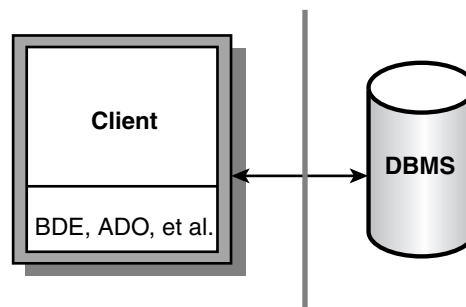 Client
BDE, ADO, et al.
DBMS